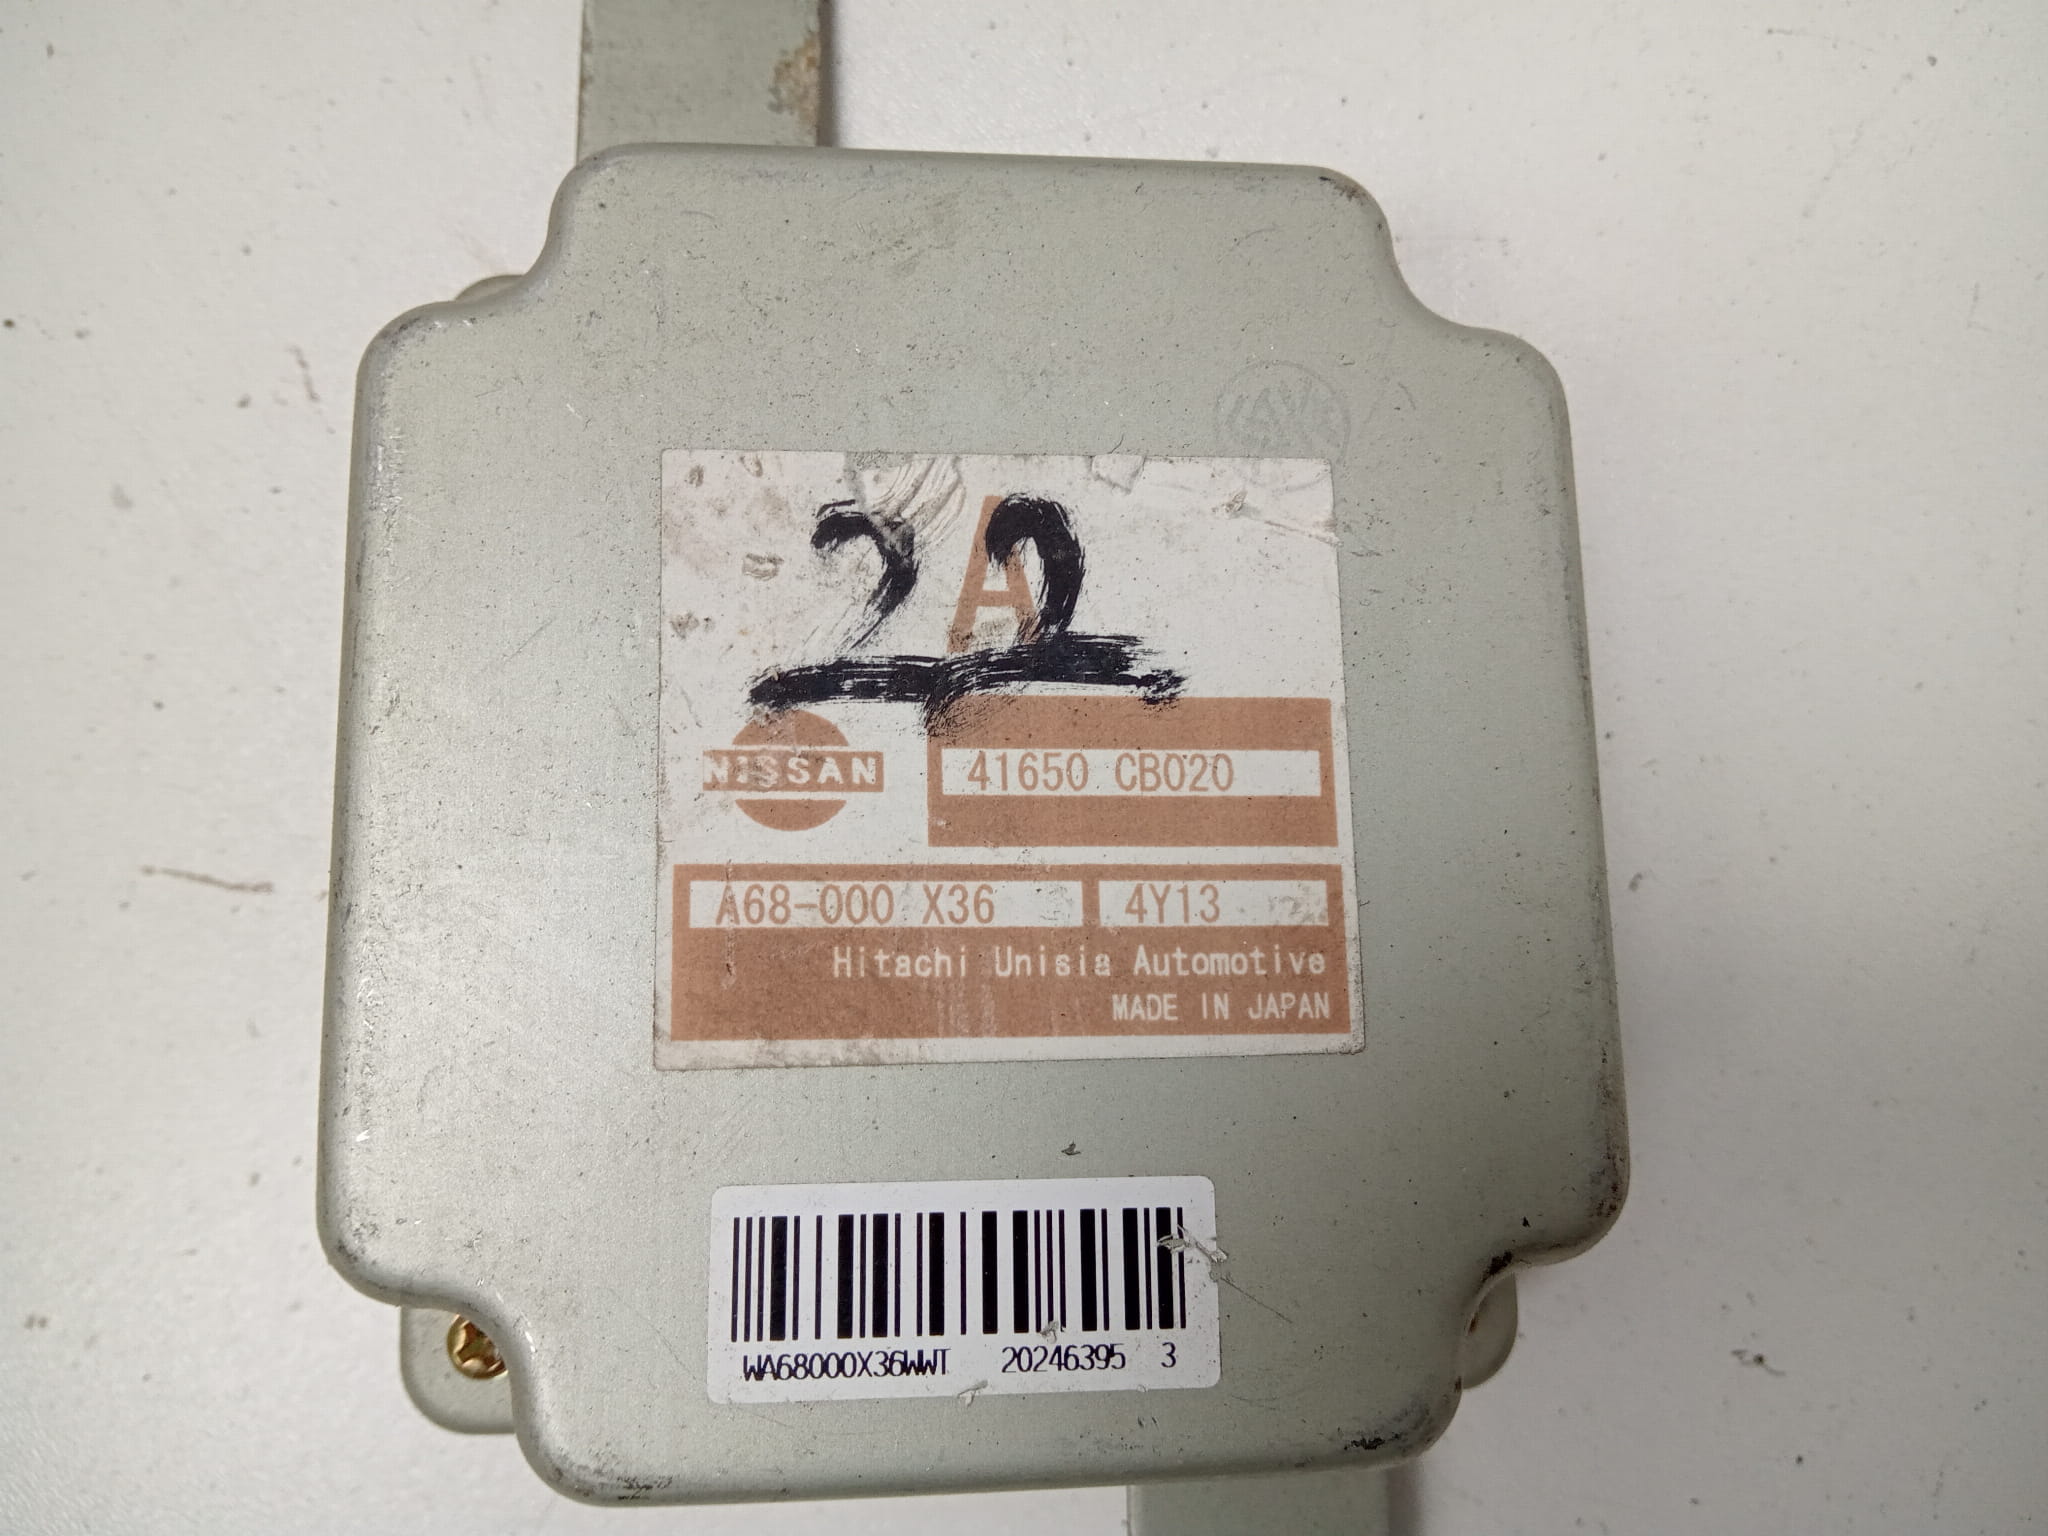 22
A
NISSAN
41650 CB020
A68-000 X36
4Y13
Hitachi Unisia Automotive
MADE IN JAPAN
WA68000X36WWT 20246395 3